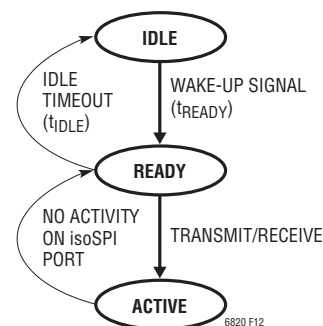 IDLE
IDLE
TIMEOUT
(tIDLE)
WAKE-UP SIGNAL
(tREADY)
READY
NO ACTIVITY
ON isoSPI
PORT
TRANSMIT/RECEIVE
ACTIVE
6820 F12